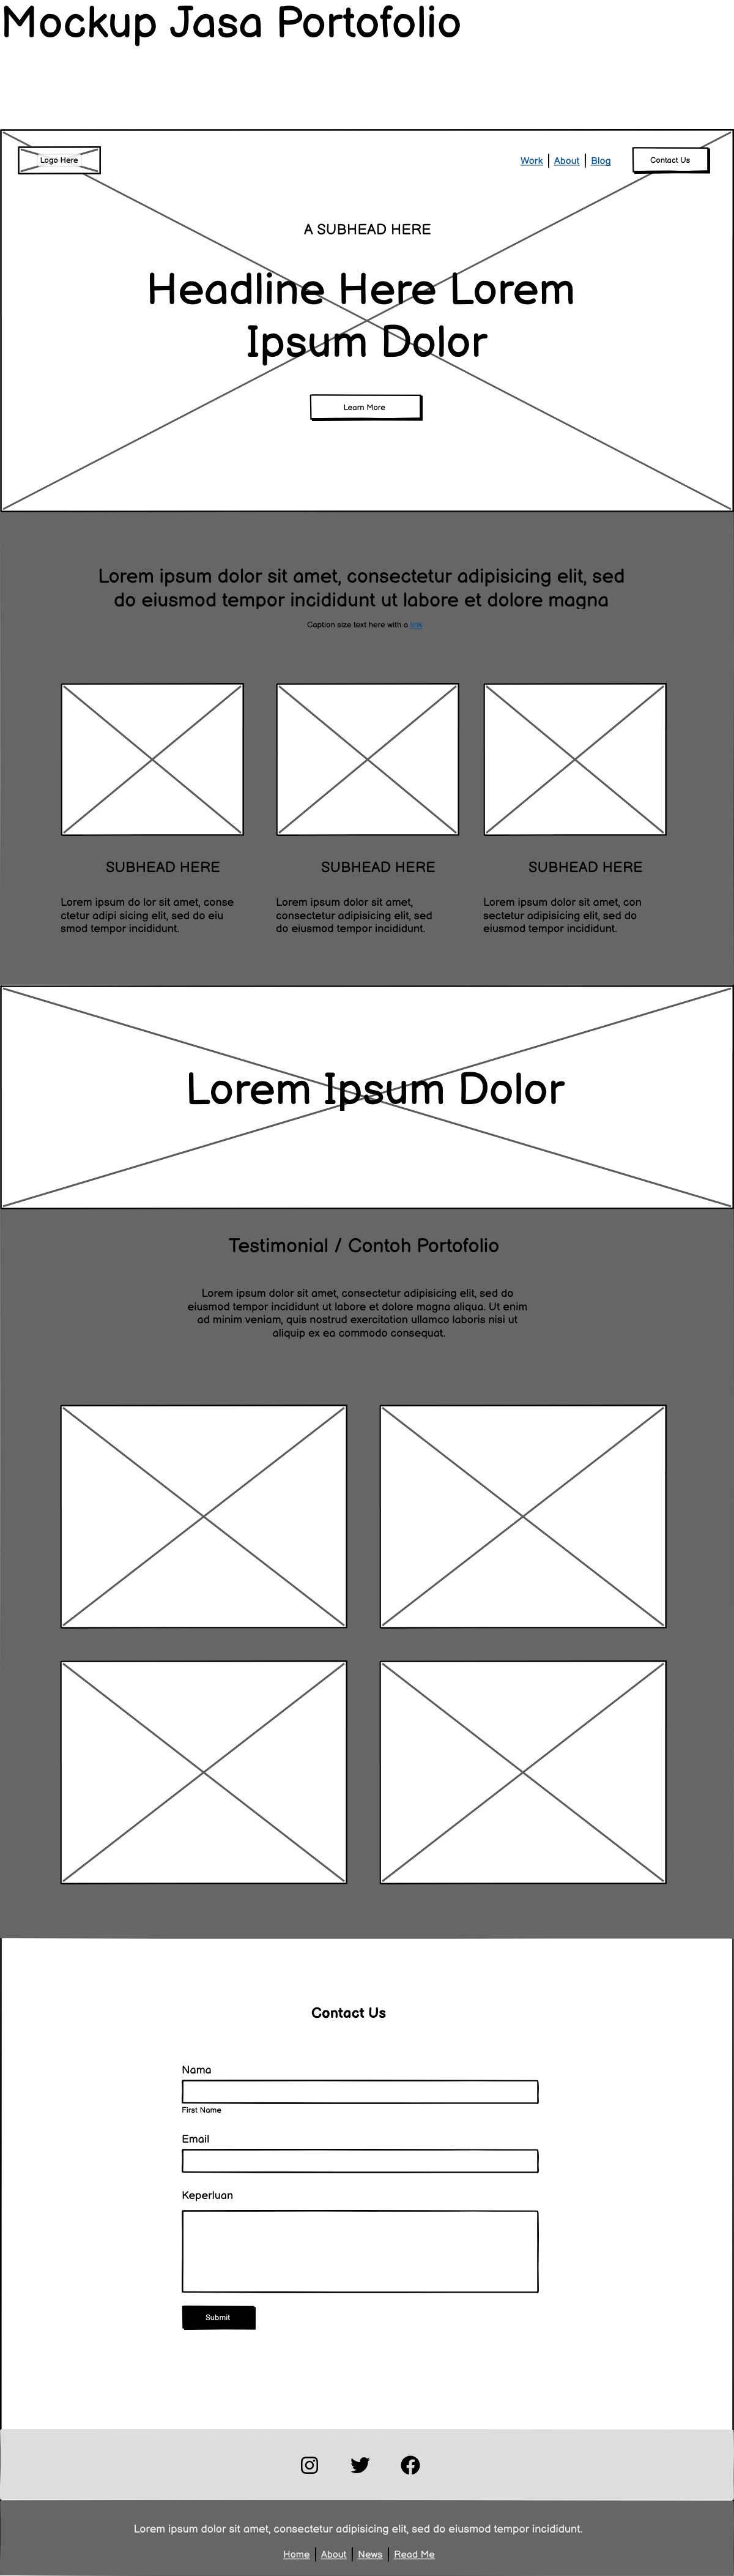 Mockup Jasa Portofolio
Logo Here
Work | About | Blog
Contact Us
A SUBHEAD HERE
Headline Here Lorem
Ipsum Dolor
Learn More
Lorem ipsum dolor sit amet, consectetur adipisicing elit, sed
do eiusmod tempor incididunt ut labore et dolore magna
Caption size text here with a link
SUBHEAD HERE
Lorem ipsum do lor sit amet, conse
ctetur adipi sicing elit, sed do eiu
smod tempor incididunt.
SUBHEAD HERE
Lorem ipsum dolor sit amet,
consectetur adipisicing elit, sed
do eiusmod tempor incididunt.
SUBHEAD HERE
Lorem ipsum dolor sit amet, con
sectetur adipisicing elit, sed do
eiusmod tempor incididunt.
Lorem Ipsum Dolor
Testimonial / Contoh Portofolio
Lorem ipsum dolor sit amet, consectetur adipisicing elit, sed do
eiusmod tempor incididunt ut labore et dolore magna aliqua. Ut enim
ad minim veniam, quis nostrud exercitation ullamco laboris nisi ut
aliquip ex ea commodo consequat.
Contact Us
Nama
First Name
Email
Keperluan
Submit
Lorem ipsum dolor sit amet, consectetur adipisicing elit, sed do eiusmod tempor incididunt.
Home | About | News | Read Me